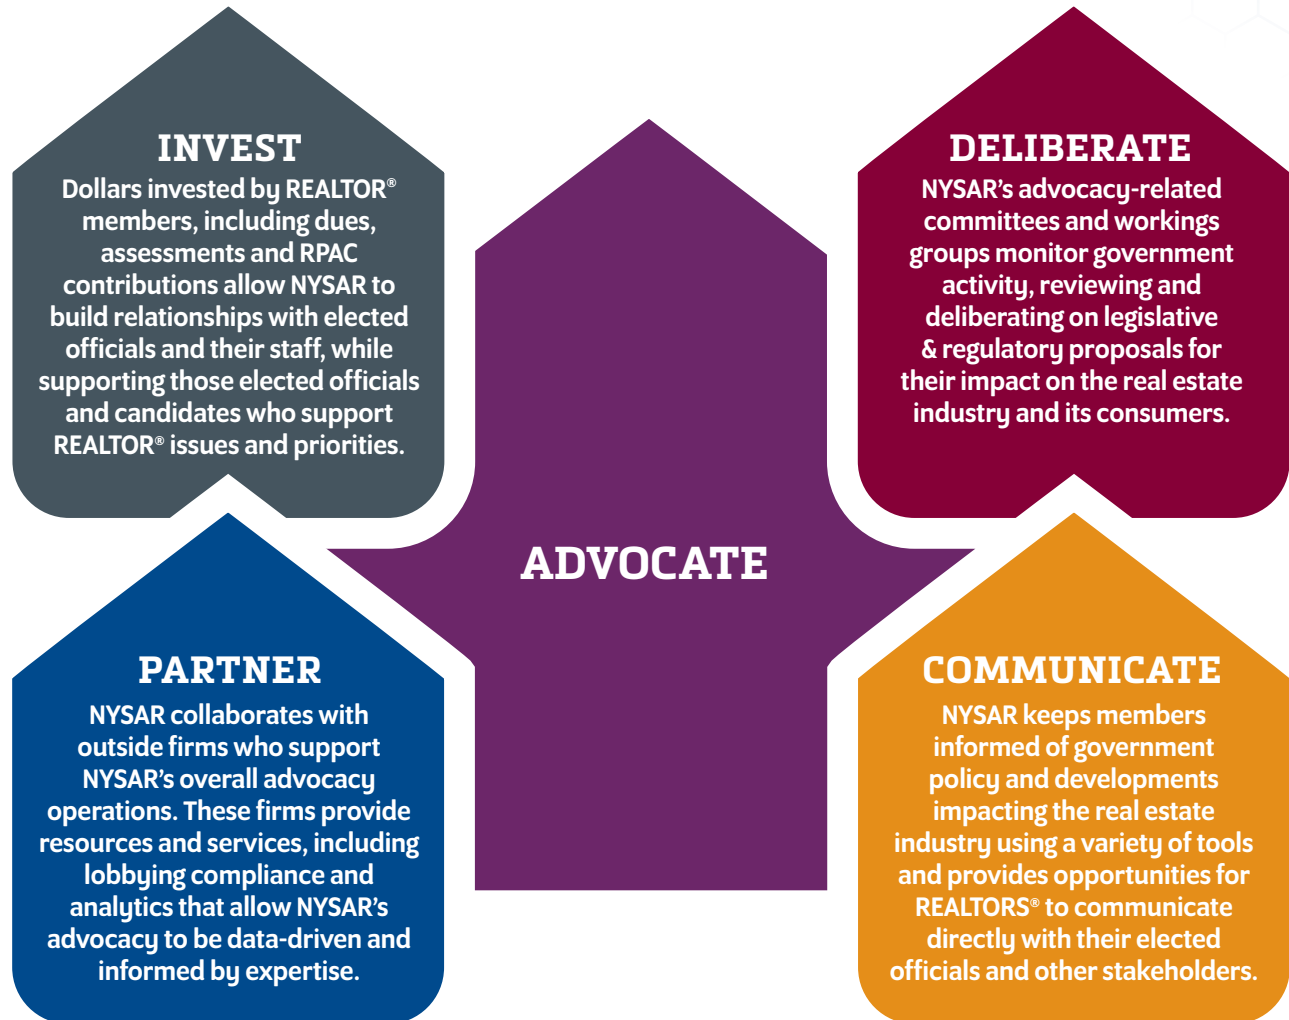 INVEST
Dollars invested by REALTOR®
members, including dues,
assessments and RPAC
contributions allow NYSAR to
build relationships with elected
officials and their staff, while
supporting those elected officials
and candidates who support
REALTOR® issues and priorities.
DELIBERATE
NYSAR’s advocacy-related
committees and workings
groups monitor government
activity, reviewing and
deliberating on legislative
& regulatory proposals for
their impact on the real estate
industry and its consumers.
ADVOCATE
PARTNER
NYSAR collaborates with
outside firms who support
NYSAR’s overall advocacy
operations. These firms provide
resources and services, including
lobbying compliance and
analytics that allow NYSAR’s
advocacy to be data-driven and
informed by expertise.
COMMUNICATE
NYSAR keeps members
informed of government
policy and developments
impacting the real estate
industry using a variety of tools
and provides opportunities for
REALTORS® to communicate
directly with their elected
officials and other stakeholders.